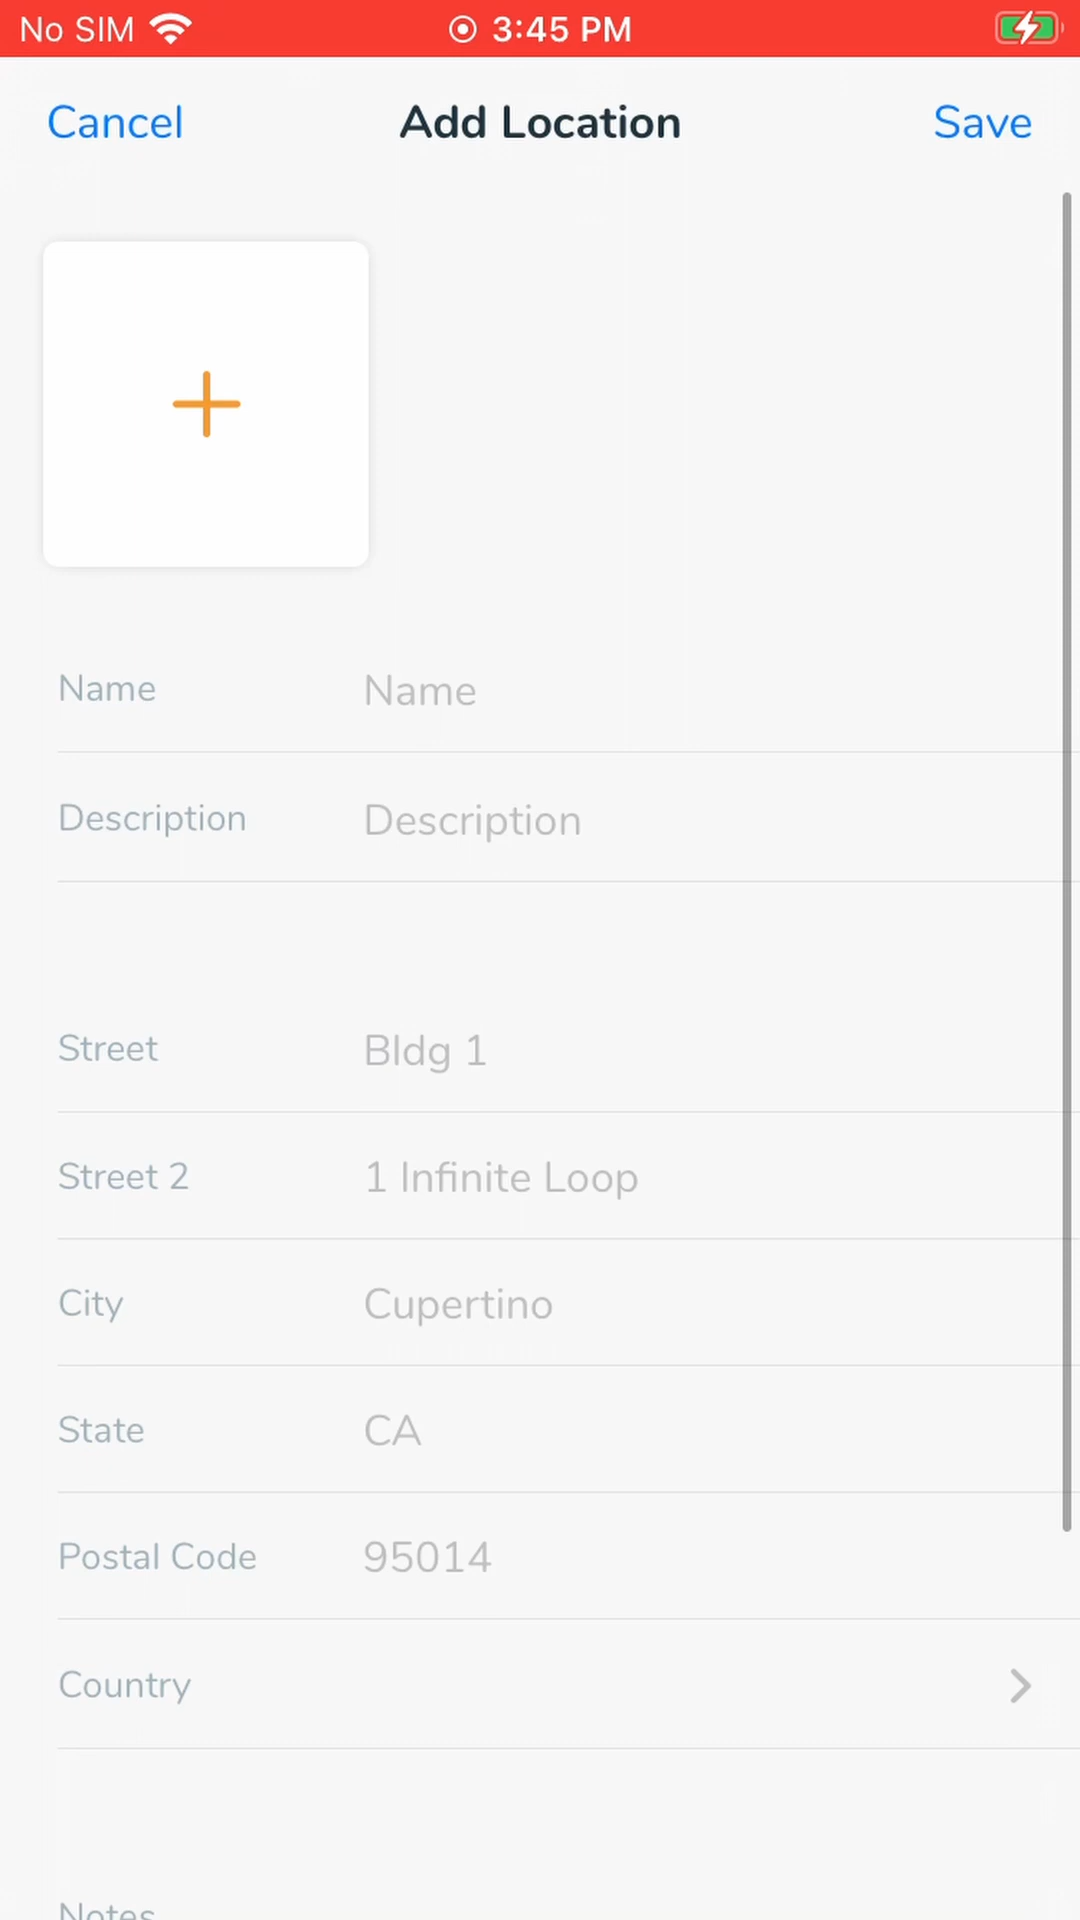 No SIM 3:45 PM
Cancel Add Location Save
Name Name
Description Description
Street Bldg 1
Street 2 1 Infinite Loop
City Cupertino
State CA
Postal Code 95014
Country
Notes